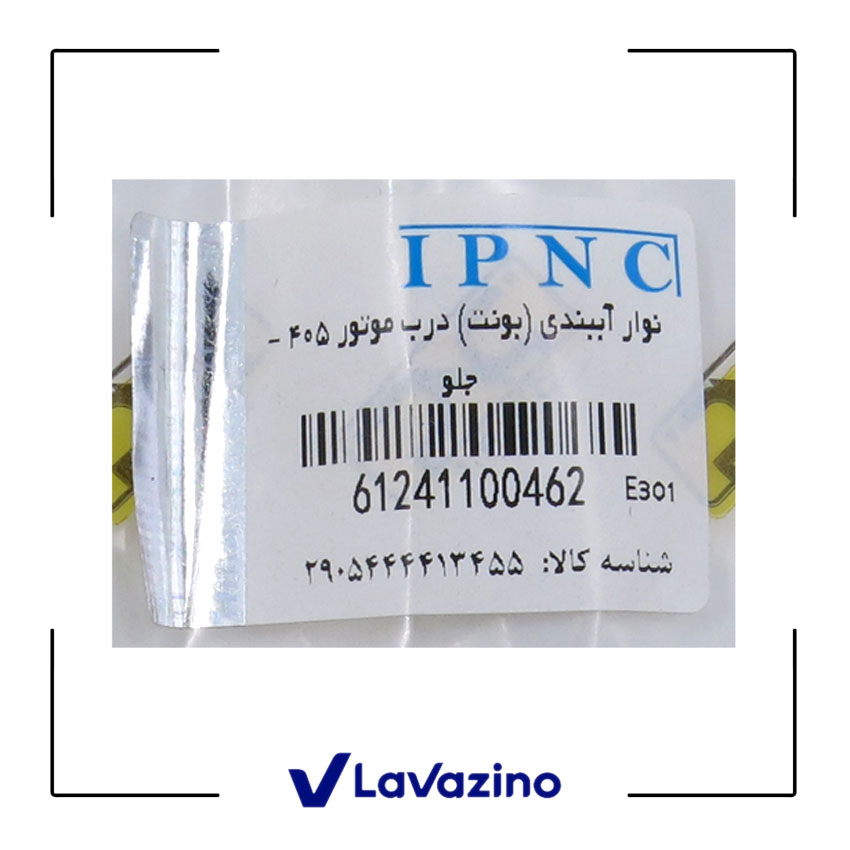 IPNC
نوار آببندی (بونت) درب موتور ۴۰۵ -
جلو
61241100462 E301
شناسه کالا: ۲۹۰۵۴۴۴۴۱۳۴۵۵
LaVazino